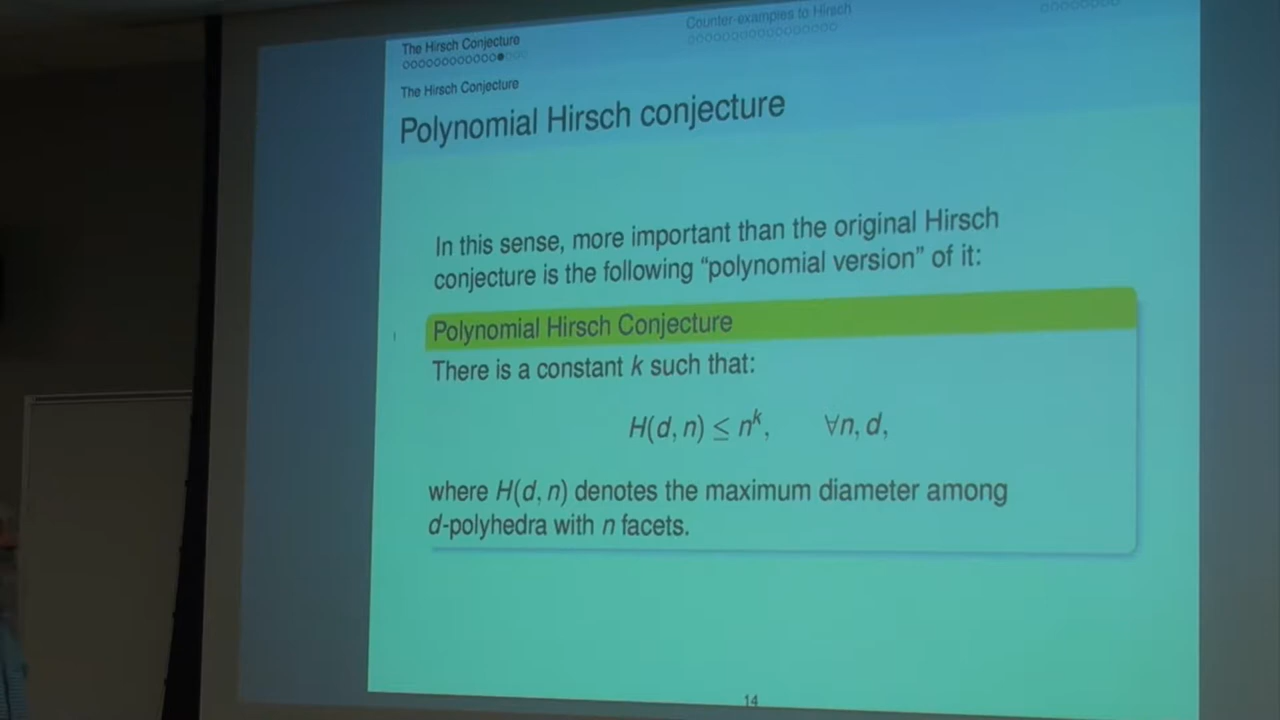 The Hirsch Conjecture
Counter-examples to Hirsch
The Hirsch Conjecture
Polynomial Hirsch conjecture
In this sense, more important than the original Hirsch
conjecture is the following “polynomial version” of it:
Polynomial Hirsch Conjecture
There is a constant k such that:
H(d, n) ≤ n^k, ∀n, d,
where H(d, n) denotes the maximum diameter among
d-polyhedra with n facets.
14